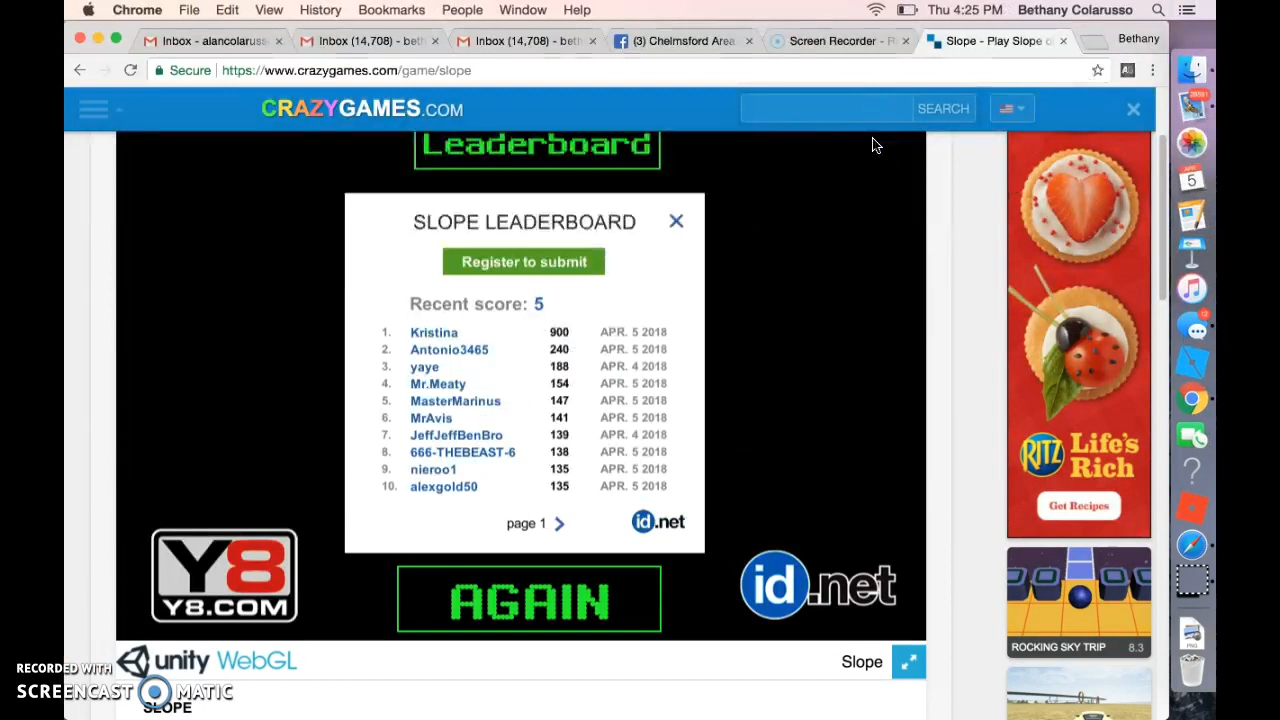 Chrome File Edit View History Bookmarks People Window Help Thu 4:25 PM Bethany Colarusso
Inbox - alancolarus Inbox (14,708) - beth Inbox (14,708) - beth (3) Chelmsford Area Screen Recorder - R Slope - Play Slope o Bethany
Secure https://www.crazygames.com/game/slope
CRAZYGAMES.COM SEARCH
Leaderboard
SLOPE LEADERBOARD
Register to submit
Recent score: 5
1. Kristina 900 APR. 5 2018
2. Antonio3465 240 APR. 5 2018
3. yaye 188 APR. 4 2018
4. Mr.Meaty 154 APR. 5 2018
5. MasterMarinus 147 APR. 5 2018
6. MrAvis 141 APR. 5 2018
7. JeffJeffBenBro 139 APR. 4 2018
8. 666-THEBEAST-6 138 APR. 5 2018
9. nieroo1 135 APR. 5 2018
10. alexgold50 135 APR. 5 2018
page 1
id.net
Y8
Y8.COM
AGAIN
id.net
unity WebGL
Slope
SLOPE
RITZ Life's Rich
Get Recipes
ROCKING SKY TRIP 8.3
APR
5
RECORDED WITH
SCREENCAST MATIC